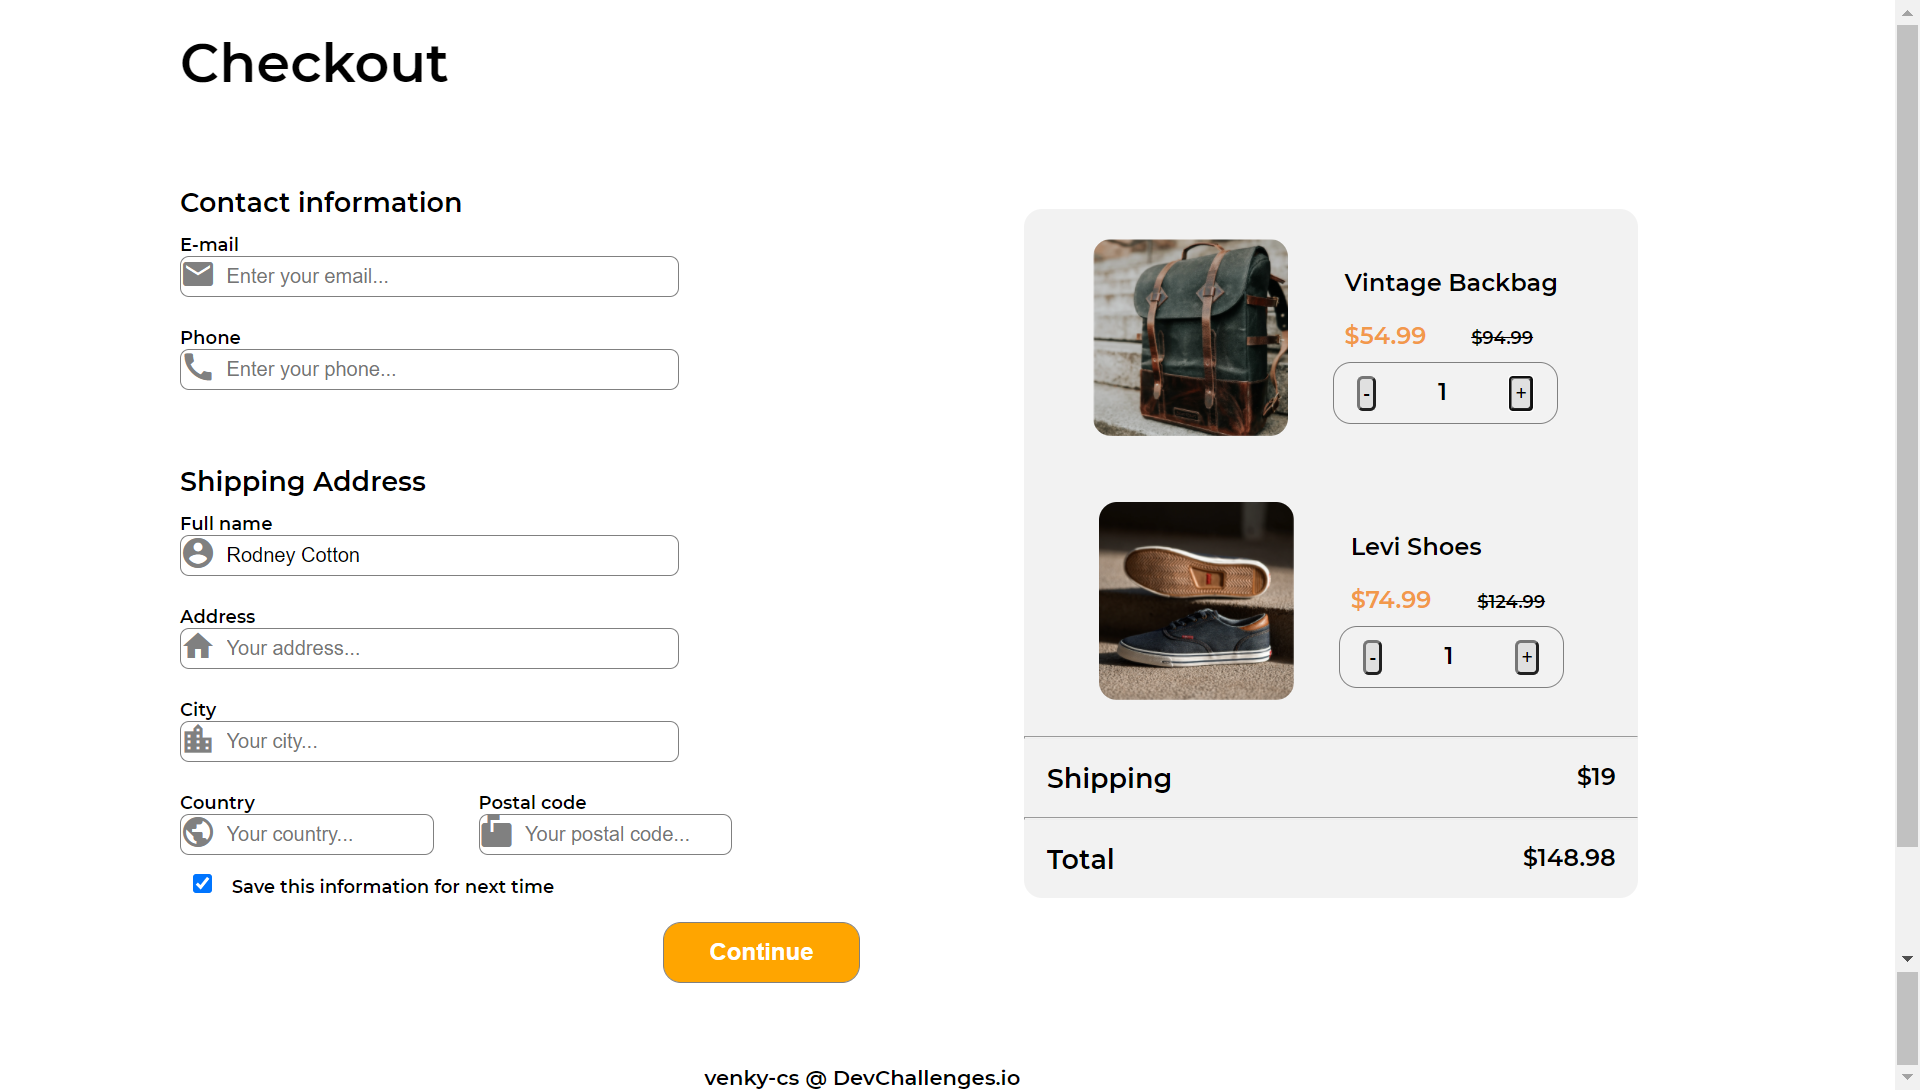 Checkout
Contact information
E-mail
Enter your email...
Phone
Enter your phone...
Shipping Address
Full name
Rodney Cotton
Address
Your address...
City
Your city...
Country
Postal code
Your country...
Your postal code...
Save this information for next time
Continue
Vintage Backbag
$54.99 $94.99
- 1 +
Levi Shoes
$74.99 $124.99
- 1 +
Shipping $19
Total $148.98
venky-cs @ DevChallenges.io